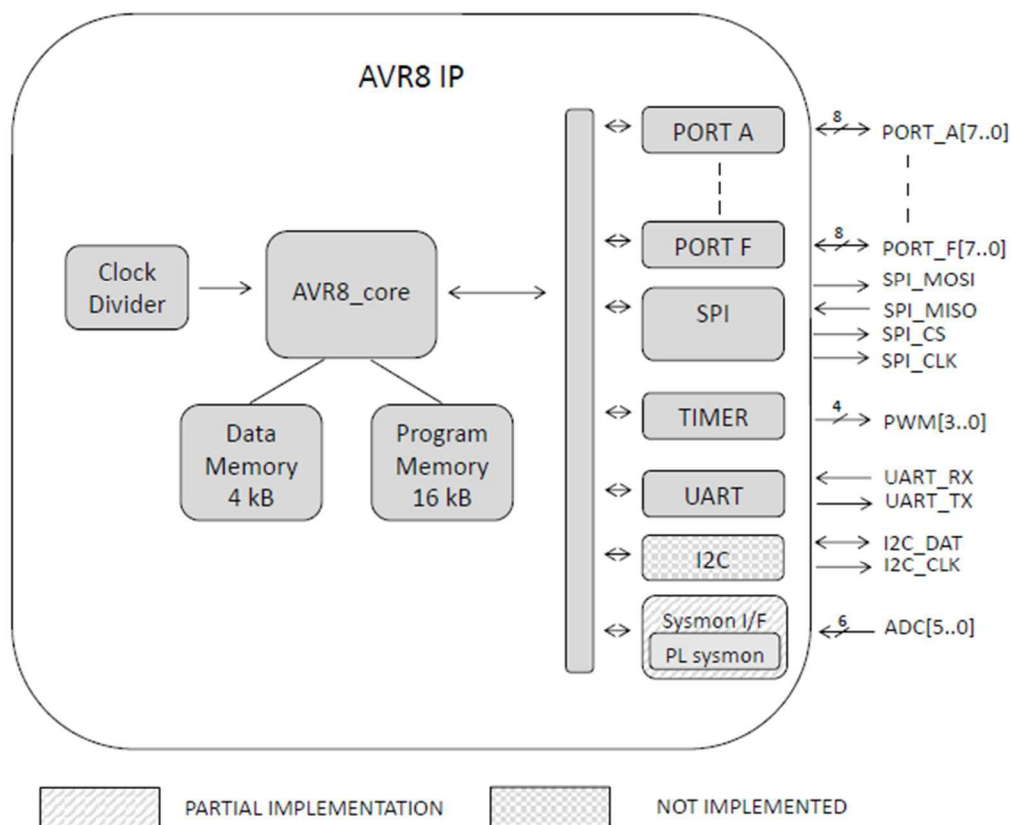 AVR8 IP
8
PORT A
PORT_A[7..0]
8
PORT F
PORT_F[7..0]
Clock
Divider
AVR8_core
SPI
SPI_MOSI
SPI_MISO
SPI_CS
SPI_CLK
Data
Memory
4 kB
Program
Memory
16 kB
TIMER
4
PWM[3..0]
UART
UART_RX
UART_TX
I2C
I2C_DAT
I2C_CLK
Sysmon I/F
PL sysmon
6
ADC[5..0]
PARTIAL IMPLEMENTATION
NOT IMPLEMENTED